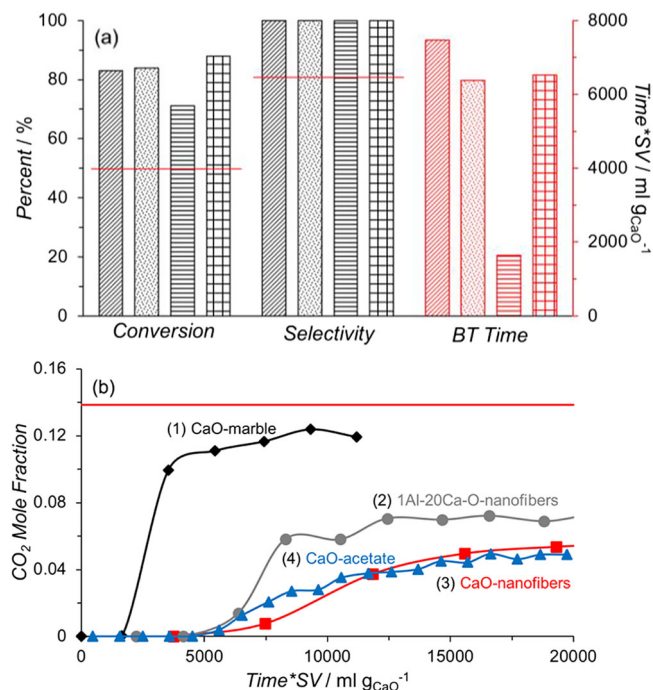 (a)
Percent / %
100
80
60
40
20
0
8000
6000
4000
2000
0
Time*SV / ml gCaO-1
Conversion
Selectivity
BT Time
(b)
CO2 Mole Fraction
0.16
0.12
0.08
0.04
0
(1) CaO-marble
(2) 1Al-20Ca-O-nanofibers
(4) CaO-acetate
(3) CaO-nanofibers
0 5000 10000 15000 20000
Time*SV / ml gCaO-1